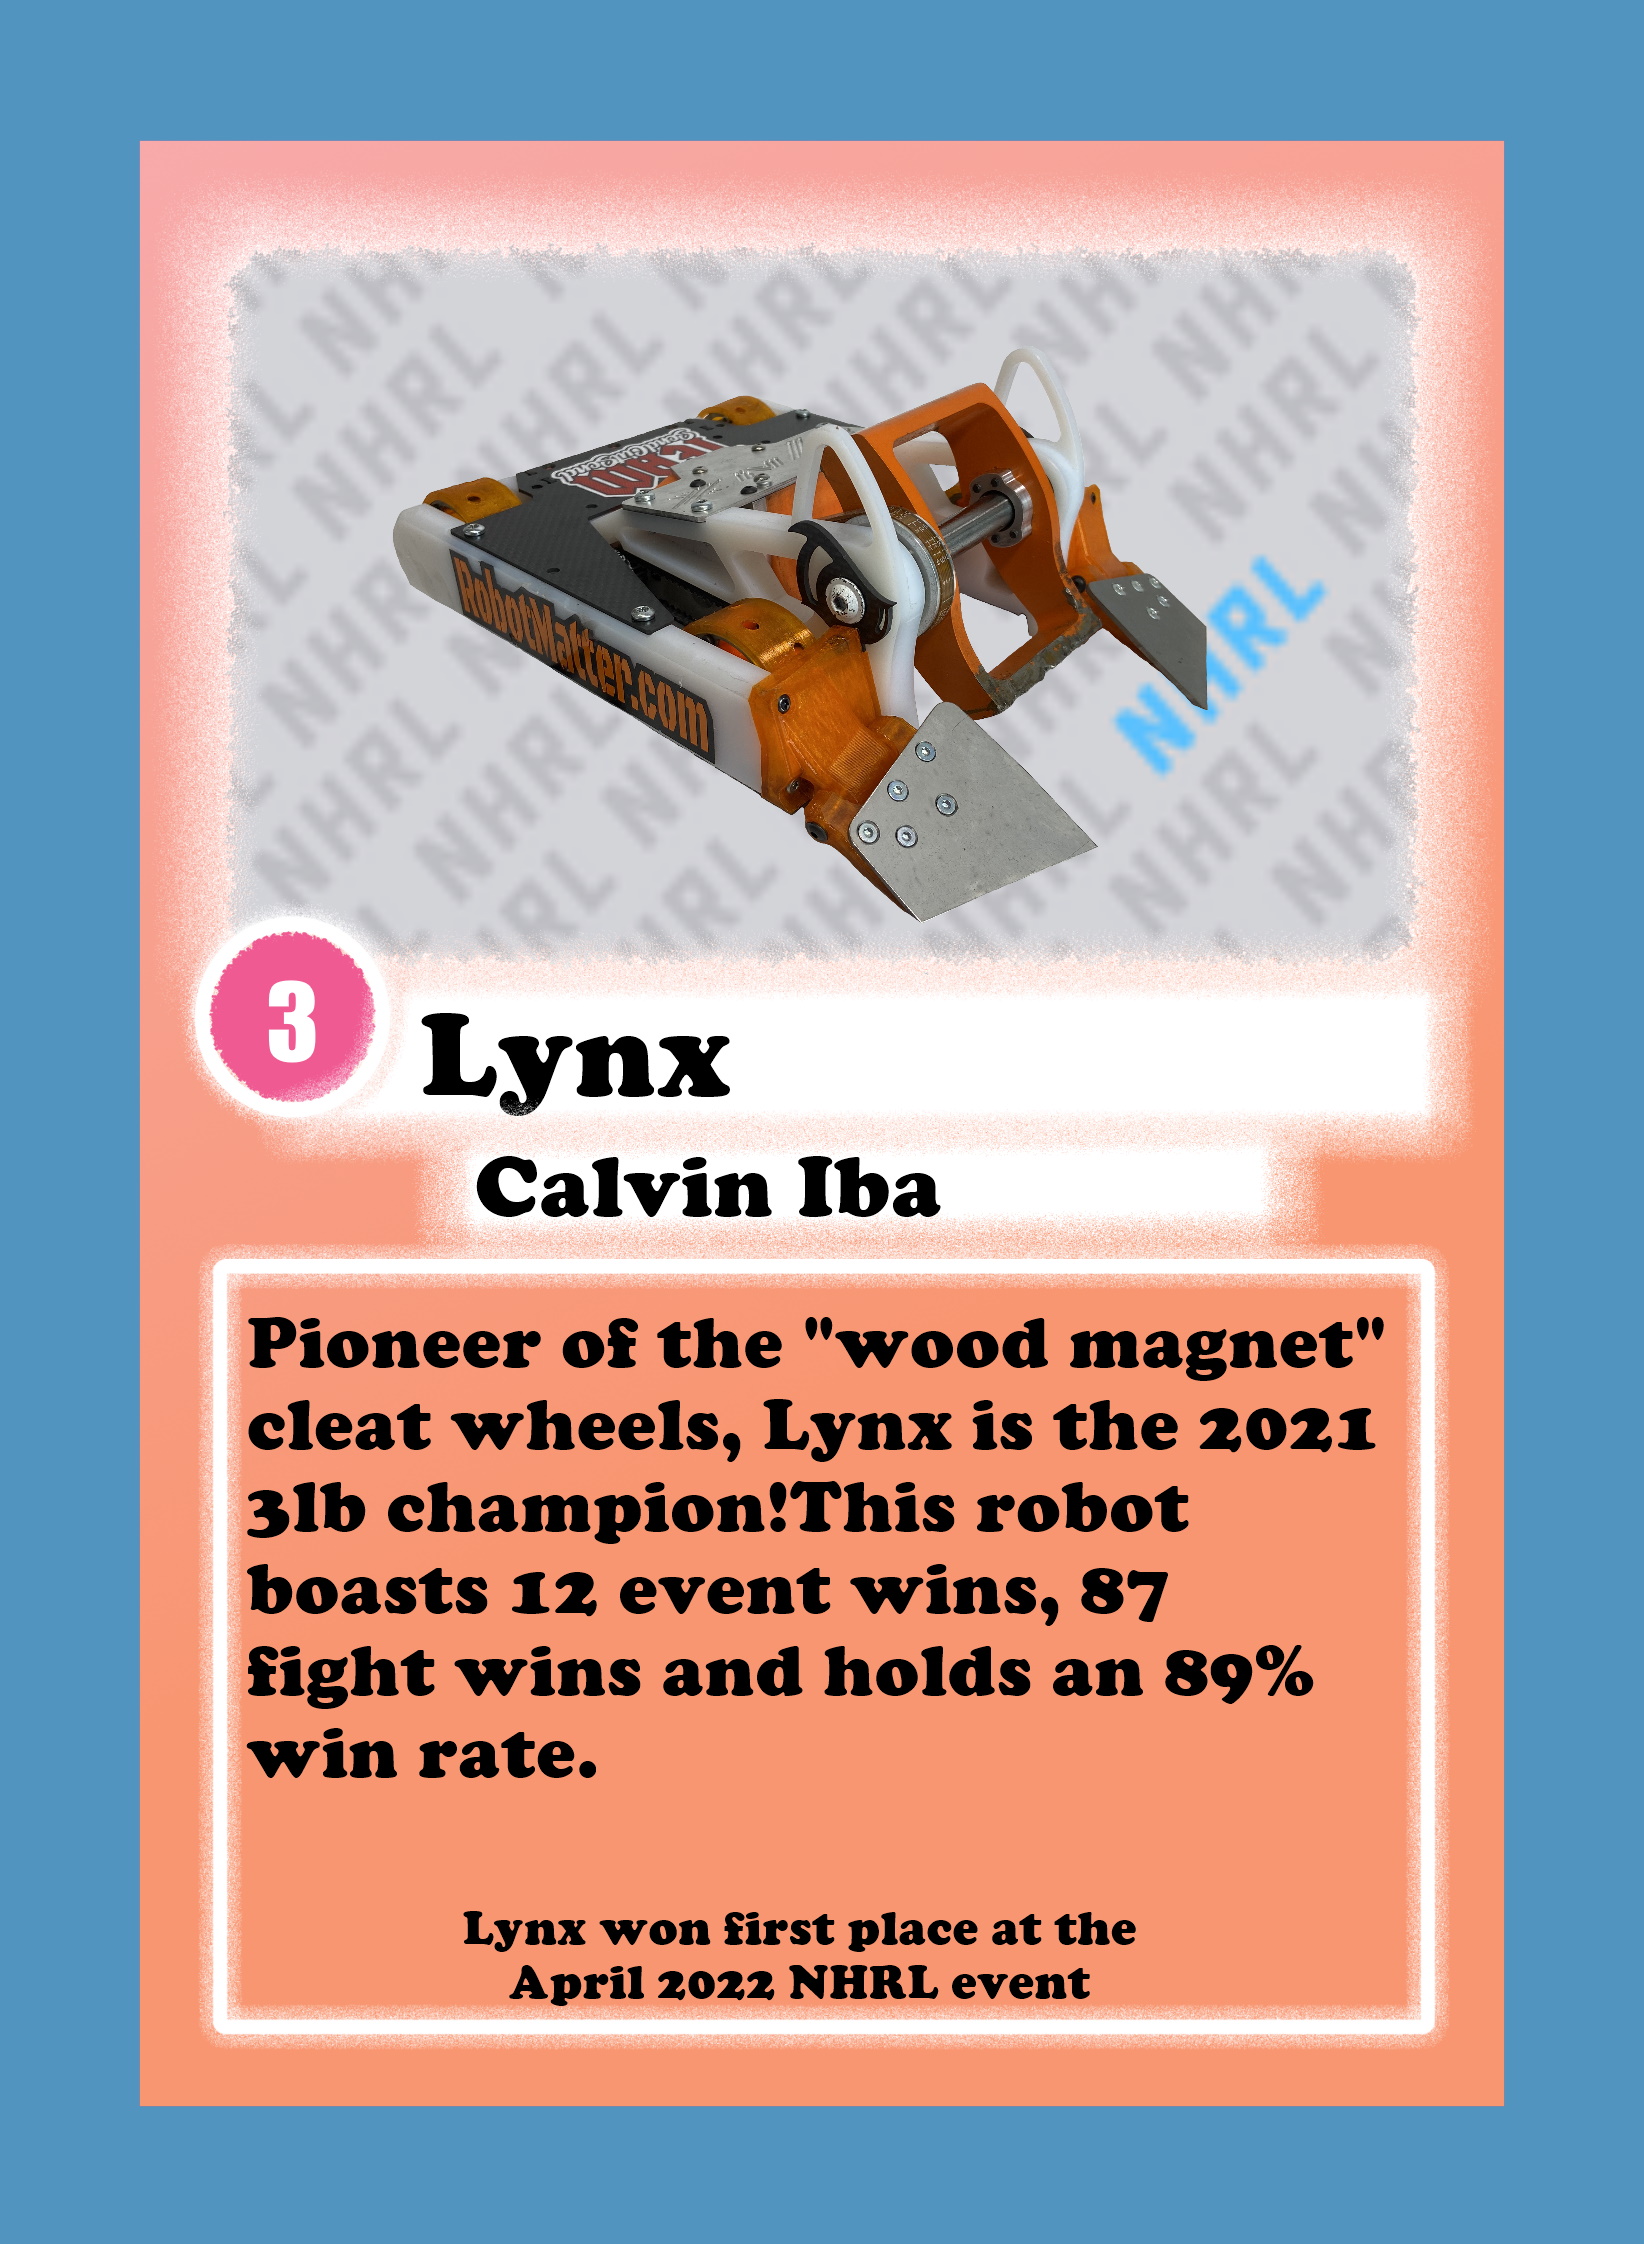 NHRL
RobotMatter.com
3
Lynx
Calvin Iba
Pioneer of the "wood magnet"
cleat wheels, Lynx is the 2021
3lb champion!This robot
boasts 12 event wins, 87
fight wins and holds an 89%
win rate.
Lynx won first place at the
April 2022 NHRL event